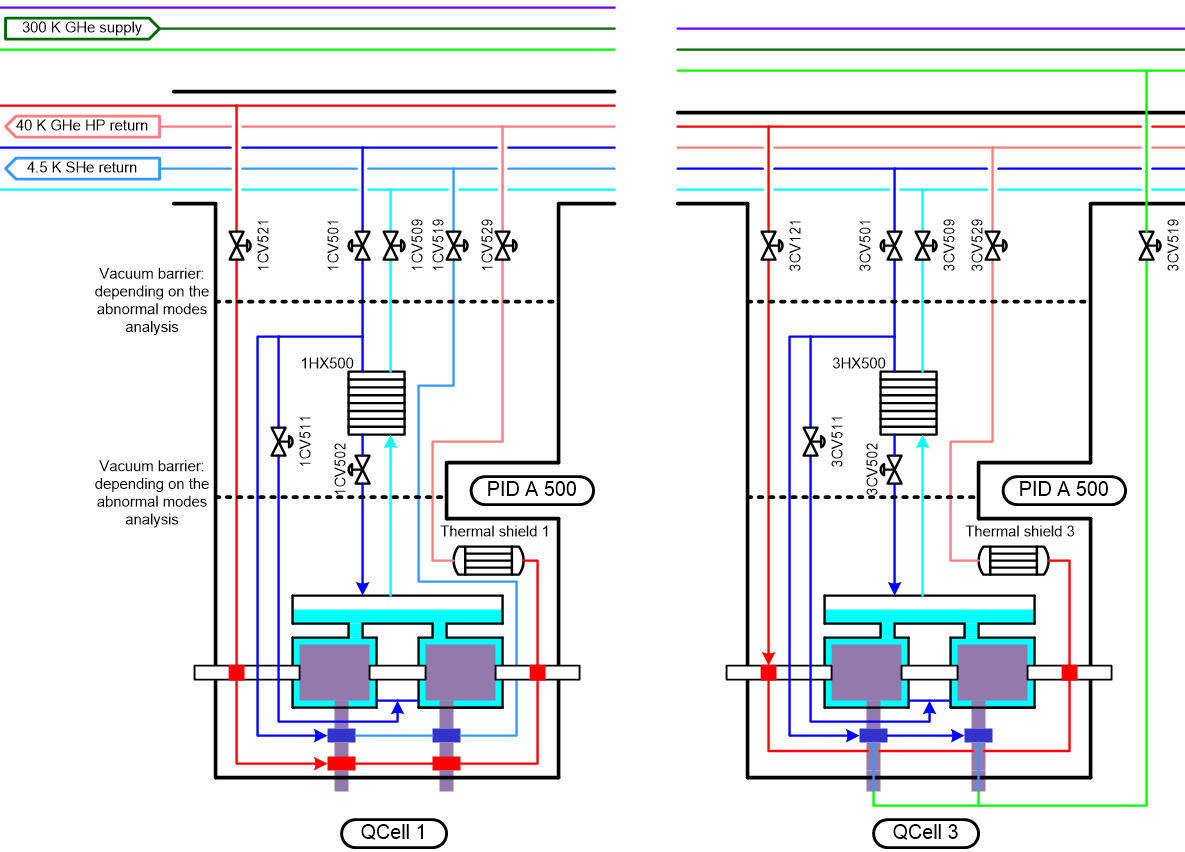 300 K GHe supply
40 K GHe HP return
4.5 K SHe return
1CV521
1CV501
1CV509
1CV519
1CV529
3CV121
3CV501
3CV509
3CV529
3CV519
Vacuum barrier:
depending on the
abnormal modes
analysis
1HX500
3HX500
1CV511
1CV502
3CV511
3CV502
Vacuum barrier:
depending on the
abnormal modes
analysis
PID A 500
PID A 500
Thermal shield 1
Thermal shield 3
QCell 1
QCell 3